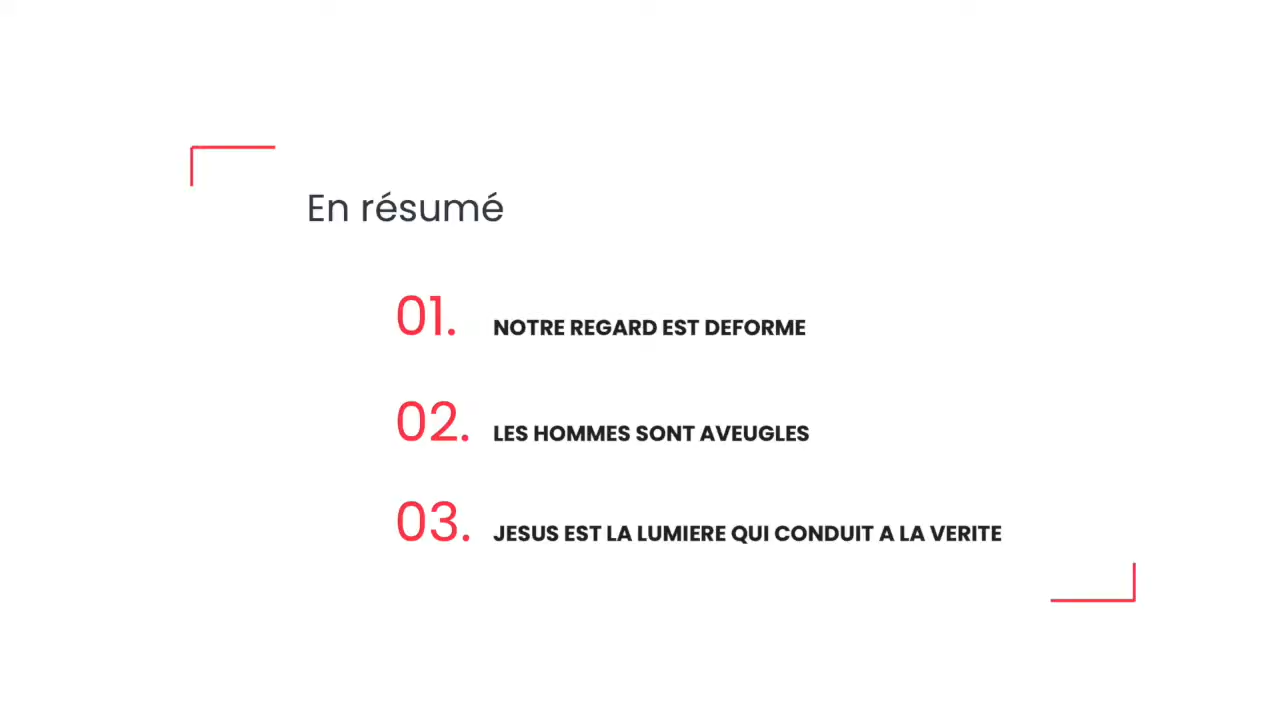 En résumé
01. NOTRE REGARD EST DEFORME
02. LES HOMMES SONT AVEUGLES
03. JESUS EST LA LUMIERE QUI CONDUIT A LA VERITE